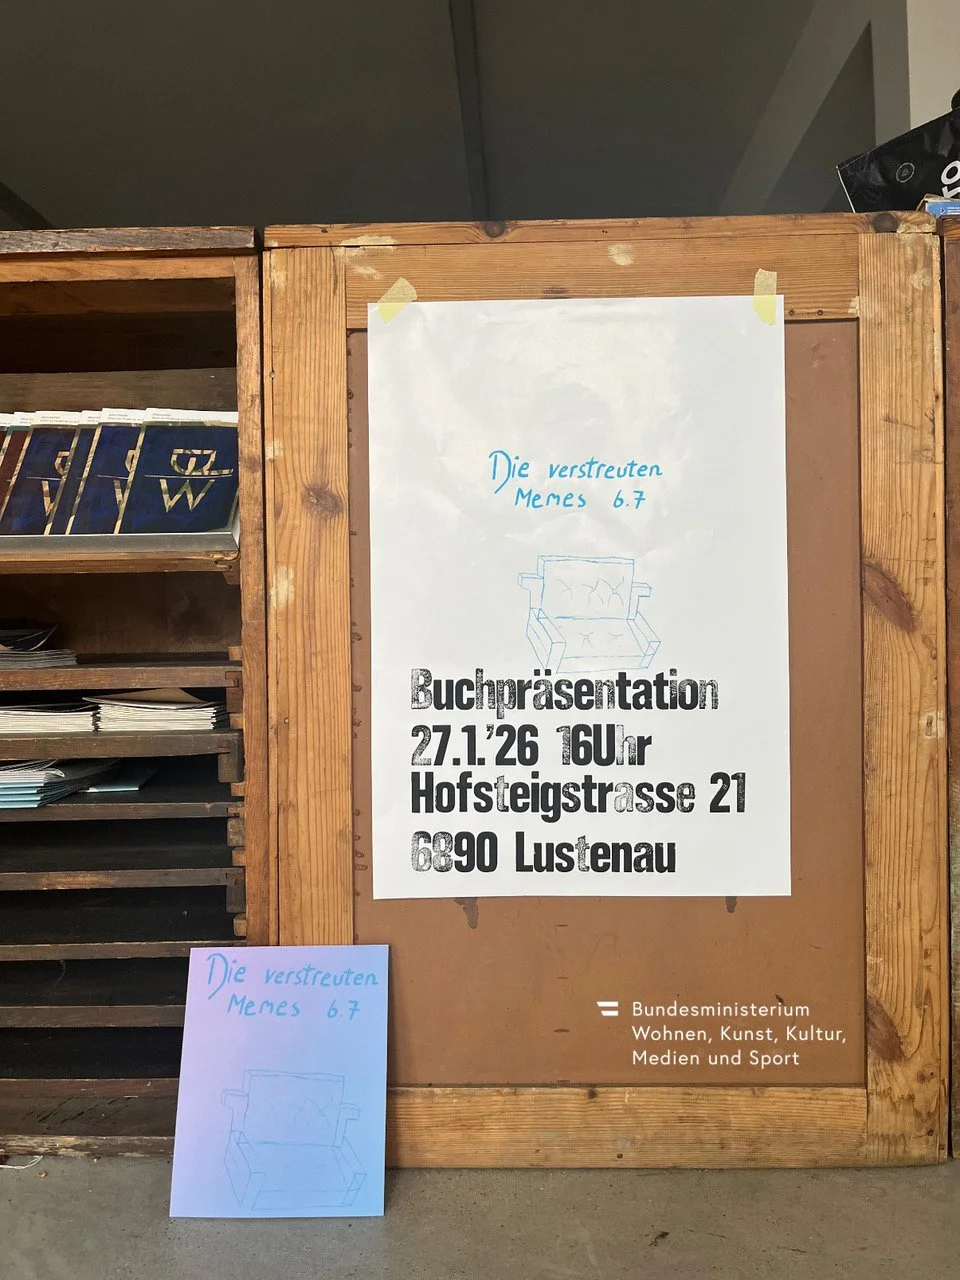 Die verstreuten
Memes 6.7
Buchpräsentation
27.1.'26 16Uhr
Hofsteigstrasse 21
6890 Lustenau
Die verstreuten
Memes 6.7
Bundesministerium
Wohnen, Kunst, Kultur,
Medien und Sport